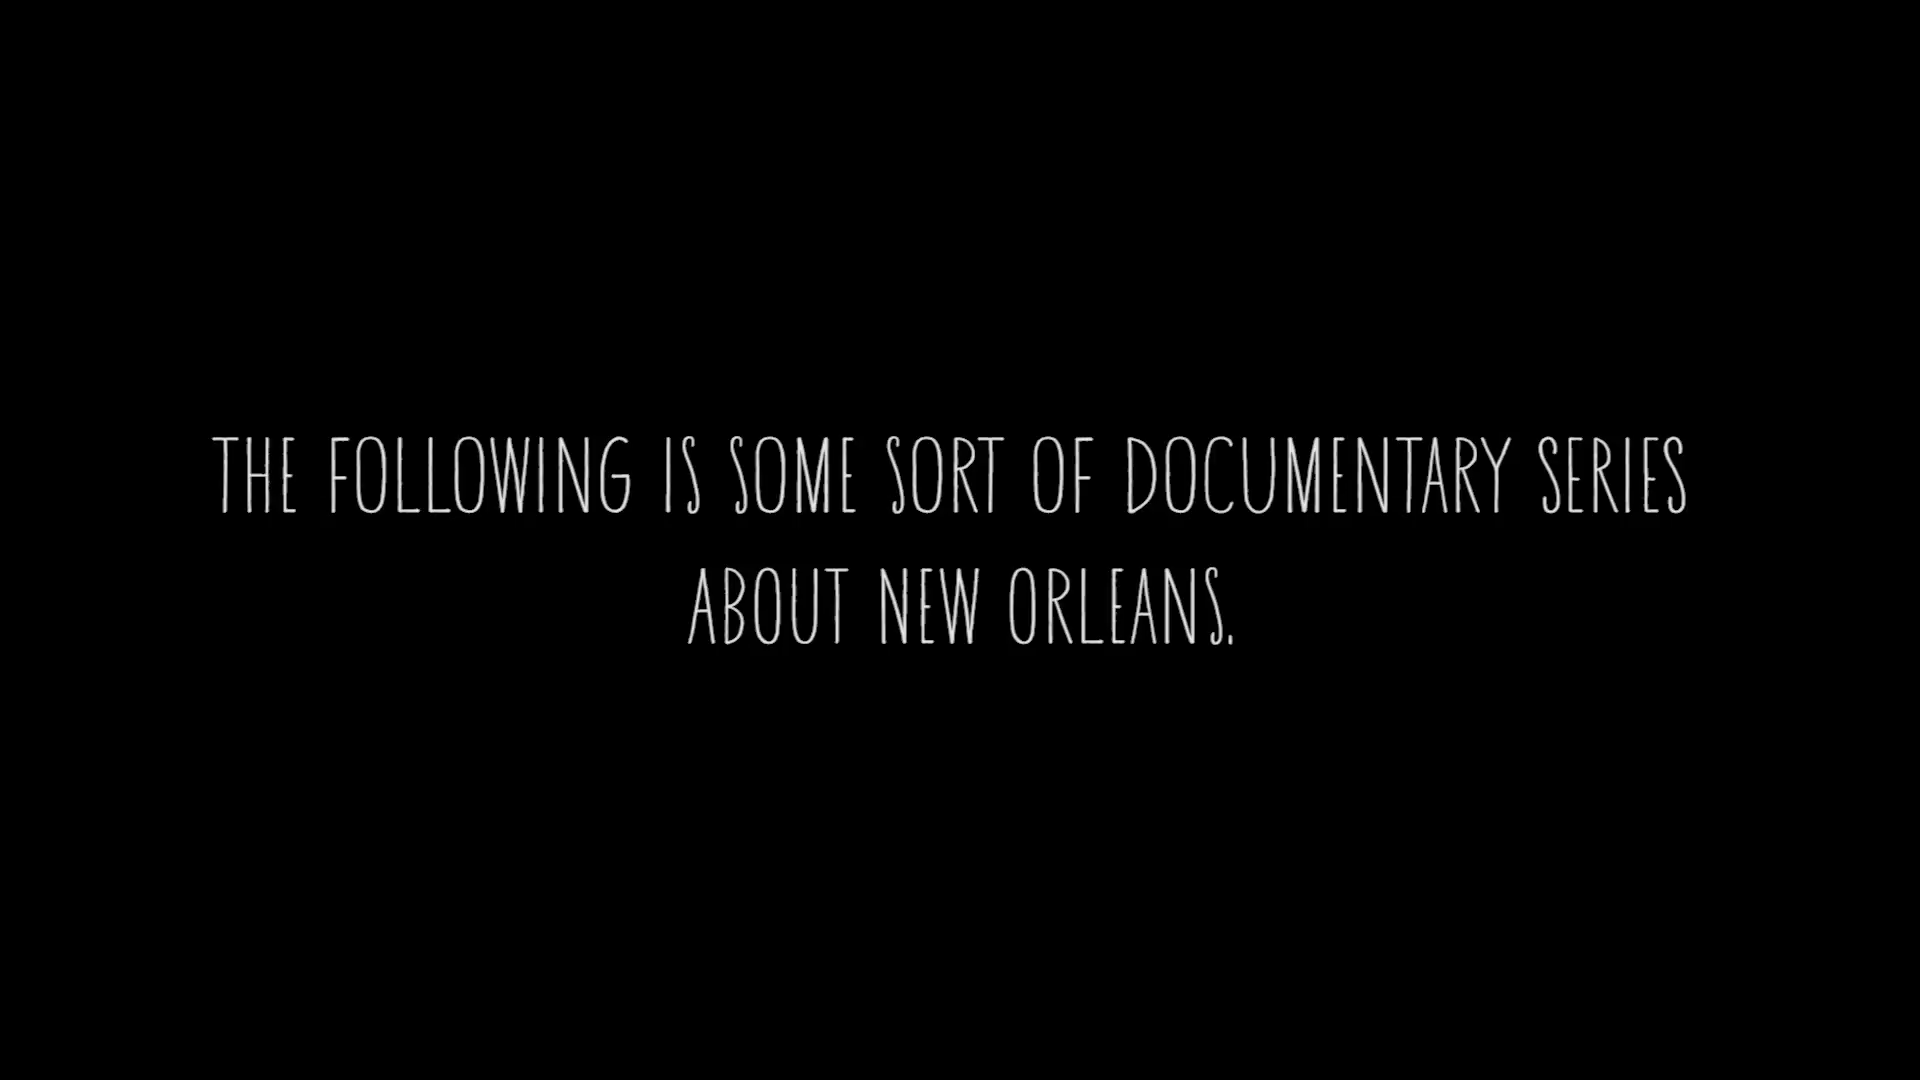 THE FOLLOWING IS SOME SORT OF DOCUMENTARY SERIES
ABOUT NEW ORLEANS.